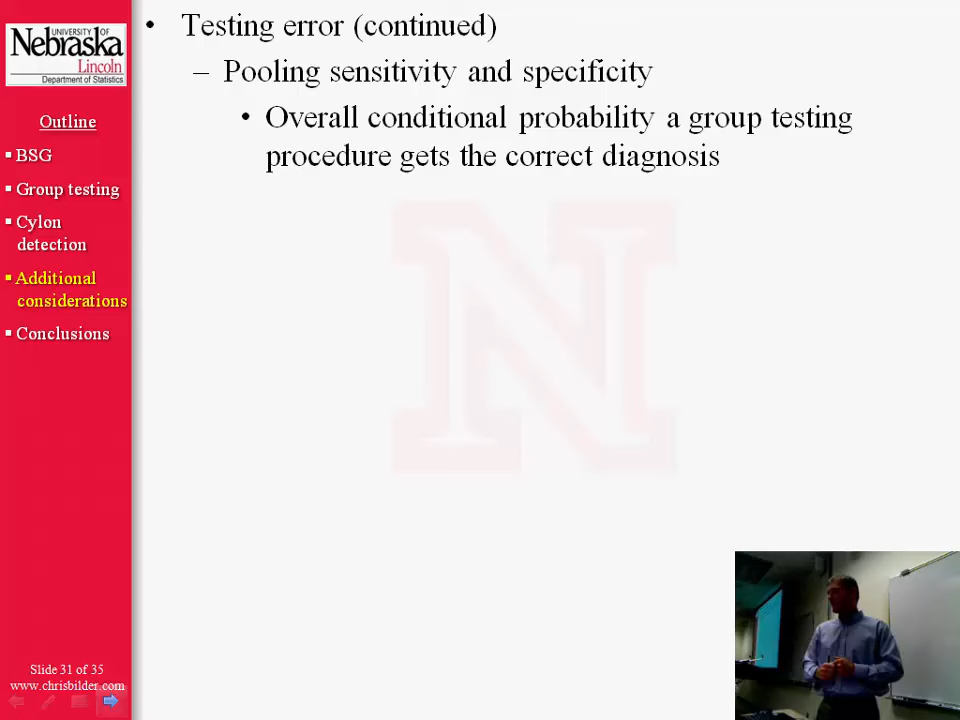 UNIVERSITY OF
Nebraska
Lincoln
Department of Statistics
Outline
BSG
Group testing
Cylon
detection
Additional
considerations
Conclusions
Slide 31 of 35
www.chrisbilder.com
• Testing error (continued)
– Pooling sensitivity and specificity
• Overall conditional probability a group testing
procedure gets the correct diagnosis
N